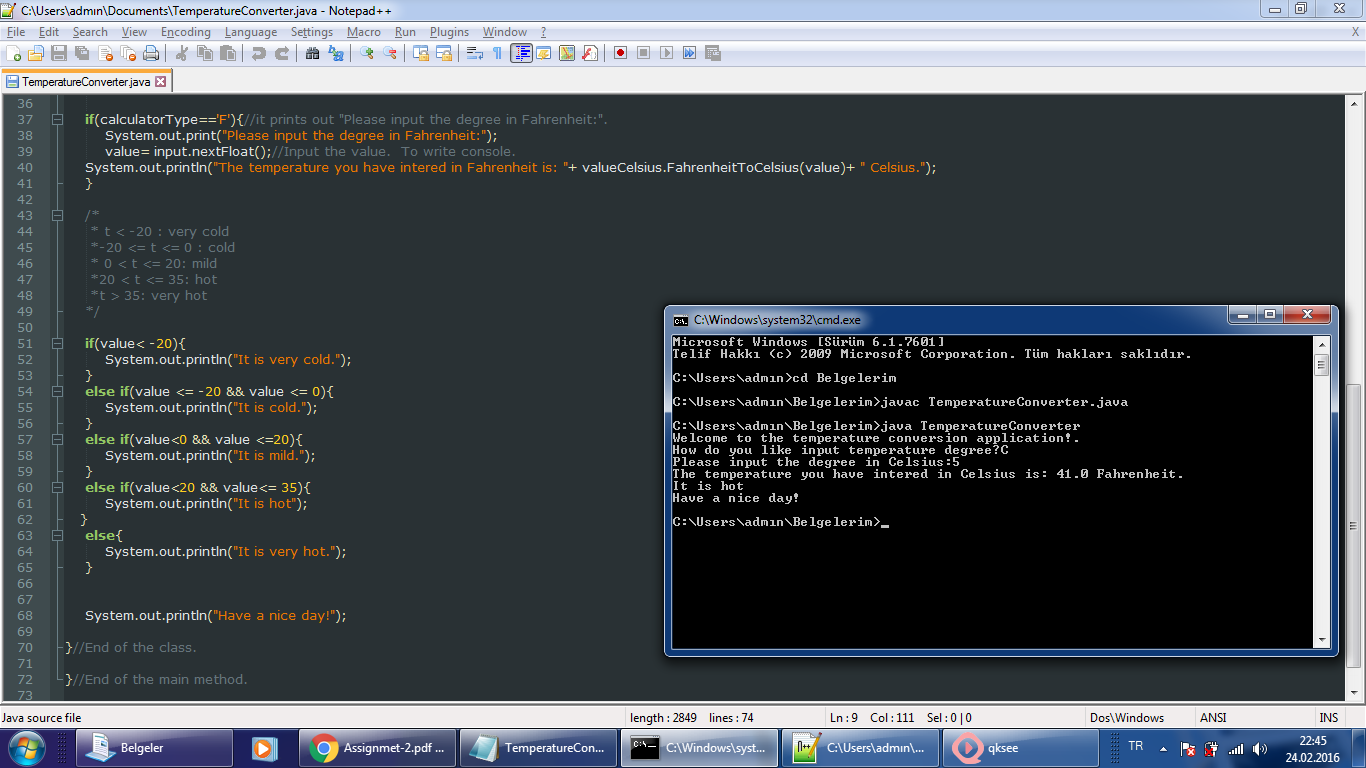 C:\Users\admın\Documents\TemperatureConverter.java - Notepad++
File Edit Search View Encoding Language Settings Macro Run Plugins Window ? X
TemperatureConverter.java
36
37 if(calculatorType=='F'){//it prints out "Please input the degree in Fahrenheit:".
38 System.out.print("Please input the degree in Fahrenheit:");
39 value= input.nextFloat();//Input the value.  To write console.
40 System.out.println("The temperature you have intered in Fahrenheit is: "+ valueCelsius.FahrenheitToCelsius(value)+ " Celsius.");
41 }
42
43 /*
44 * t < -20 : very cold
45 *-20 <= t <= 0 : cold
46 * 0 < t <= 20: mild
47 *20 < t <= 35: hot
48 *t > 35: very hot
49 */
50
51 if(value< -20){
52 System.out.println("It is very cold.");
53 }
54 else if(value <= -20 && value <= 0){
55 System.out.println("It is cold.");
56 }
57 else if(value<0 && value <=20){
58 System.out.println("It is mild.");
59 }
60 else if(value<20 && value<= 35){
61 System.out.println("It is hot");
62 }
63 else{
64 System.out.println("It is very hot.");
65 }
66
67
68 System.out.println("Have a nice day!");
69
70 }//End of the class.
71
72 }//End of the main method.
73
C:\Windows\system32\cmd.exe
Microsoft Windows [Sürüm 6.1.7601]
Telif Hakkı (c) 2009 Microsoft Corporation. Tüm hakları saklıdır.
C:\Users\admın>cd Belgelerim
C:\Users\admın\Belgelerim>javac TemperatureConverter.java
C:\Users\admın\Belgelerim>java TemperatureConverter
Welcome to the temperature conversion application!.
How do you like input temperature degree?C
Please input the degree in Celsius:5
The temperature you have intered in Celsius is: 41.0 Fahrenheit.
It is hot
Have a nice day!
C:\Users\admın\Belgelerim>_
Java source file length : 2849 lines : 74 Ln : 9 Col : 111 Sel : 0 | 0 Dos\Windows ANSI INS
Belgeler Assignmet-2.pdf ... TemperatureCon... C:\Windows\syst... C:\Users\admın\... qksee TR 22:45
24.02.2016